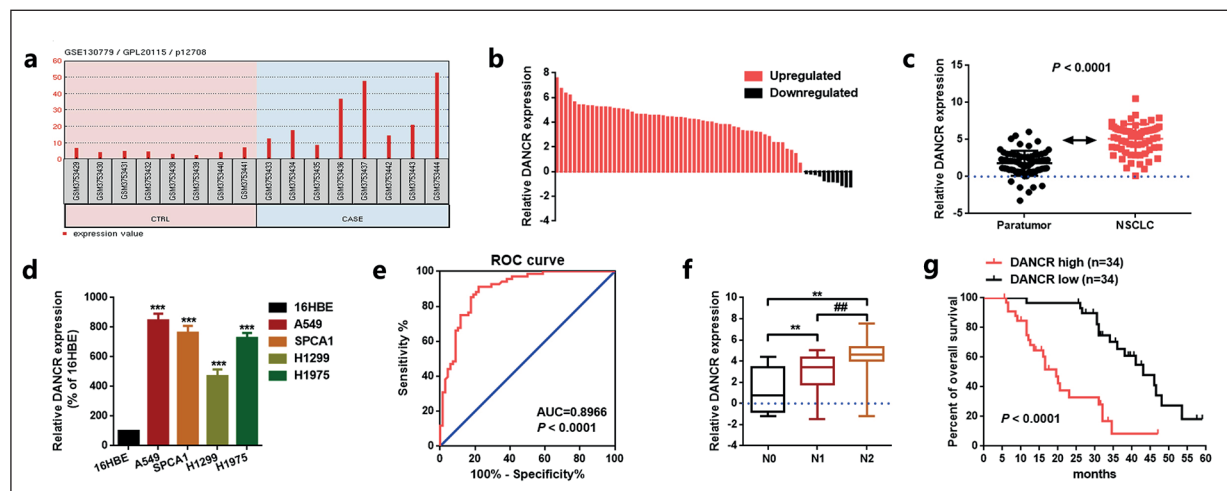 a
GSE130779 / GPL20115 / p12708
60
50
40
30
20
10
0
GSM3753429
GSM3753430
GSM3753431
GSM3753432
GSM3753438
GSM3753439
GSM3753440
GSM3753441
GSM3753433
GSM3753434
GSM3753435
GSM3753436
GSM3753437
GSM3753442
GSM3753443
GSM3753444
CTRL
CASE
expression value
b
Relative DANCR expression
8
6
4
2
0
-2
-4
Upregulated
Downregulated
c
Relative DANCR expression
15
10
5
0
-5
P < 0.0001
Paratumor
NSCLC
d
Relative DANCR expression
(% of 16HBE)
1000
800
600
400
200
0
***
***
***
***
16HBE
A549
SPCA1
H1299
H1975
16HBE
A549
SPCA1
H1299
H1975
e
ROC curve
Sensitivity %
100
80
60
40
20
0
0
20
40
60
80
100
AUC=0.8966
P < 0.0001
100% - Specificity%
f
Relative DANCR expression
10
8
6
4
2
0
-2
-4
**
**
##
N0
N1
N2
g
DANCR high (n=34)
DANCR low (n=34)
Percent of overall survival
100
80
60
40
20
0
P < 0.0001
0
5
10
15
20
25
30
35
40
45
50
55
60
months